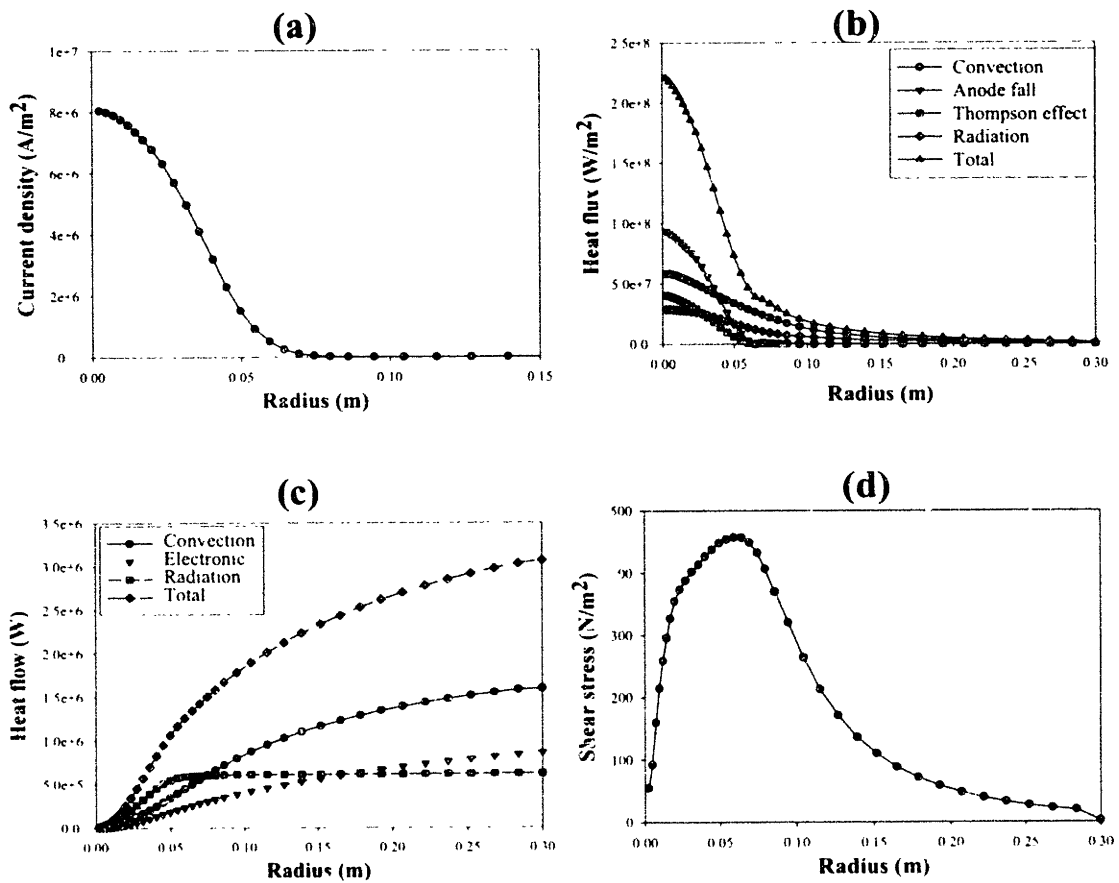 (a)
Current density (A/m²)
1e-7
8e+6
6e+6
4e+6
2e+6
0
0.00 0.05 0.10 0.15
Radius (m)
(b)
Heat flux (W/m²)
2 5e+8
2 0e+8
1 5e+8
1 0e+8
5 0e+7
0 0
Convection
Anode fall
Thompson effect
Radiation
Total
0 00 0 05 0 10 0 15 0 20 0 25 0 30
Radius (m)
(c)
Heat flow (W)
3.5e+6
3.0e+6
2.5e+6
2.0e+6
1.5e+6
1.0e+6
5.0e+5
0.0
Convection
Electronic
Radiation
Total
0 00 0 05 0 10 0 15 0 20 0 25 0 30
Radius (m)
(d)
Shear stress (N/m²)
500
90
300
200
100
0
0 00 0 05 0 10 0 15 0 20 0 25 0 30
Radius (m)